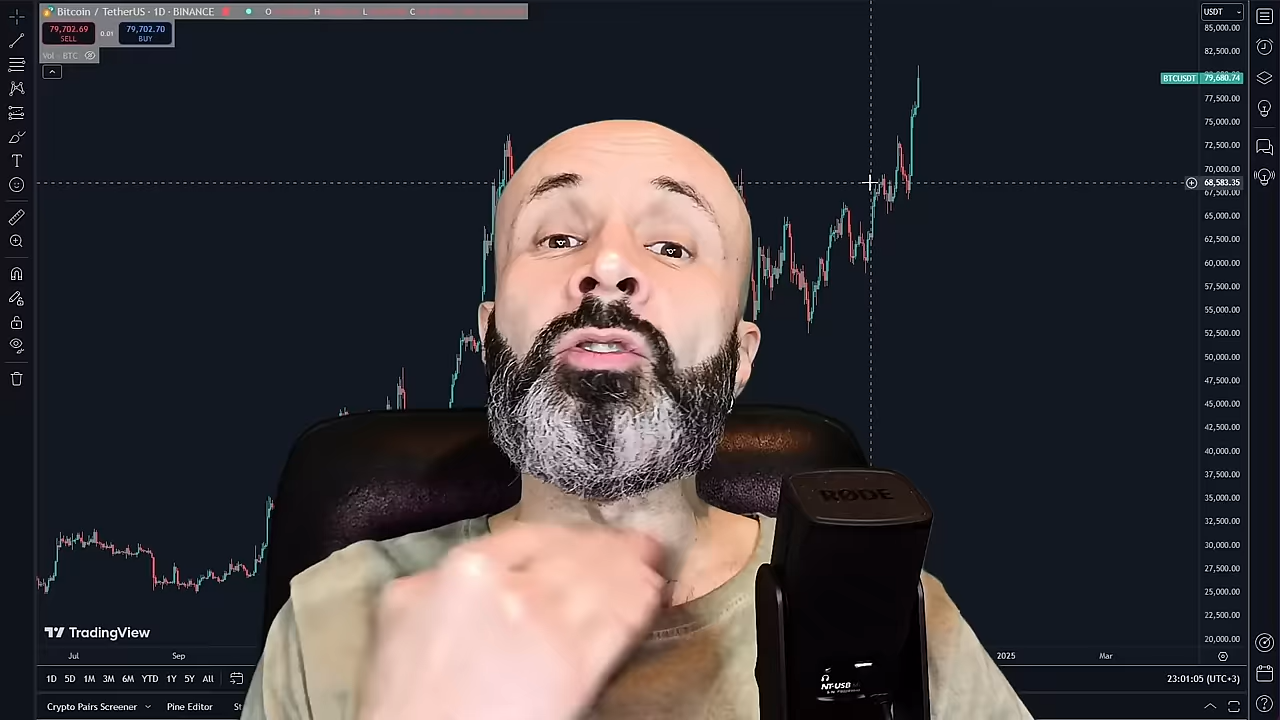 Bitcoin / TetherUS · 1D · BINANCE
O H L C
79,702.69
SELL
0.01
79,702.70
BUY
Vol · BTC
USDT
85,000.00
82,500.00
BTCUSDT 79,680.74
77,500.00
75,000.00
72,500.00
70,000.00
68,583.35
67,500.00
65,000.00
62,500.00
60,000.00
57,500.00
55,000.00
52,500.00
50,000.00
47,500.00
45,000.00
42,500.00
40,000.00
37,500.00
35,000.00
32,500.00
30,000.00
27,500.00
25,000.00
22,500.00
20,000.00
RØDE
NT-USB
TradingView
Jul Sep 2025 Mar
1D 5D 1M 3M 6M YTD 1Y 5Y All
23:01:05 (UTC+3)
Crypto Pairs Screener Pine Editor